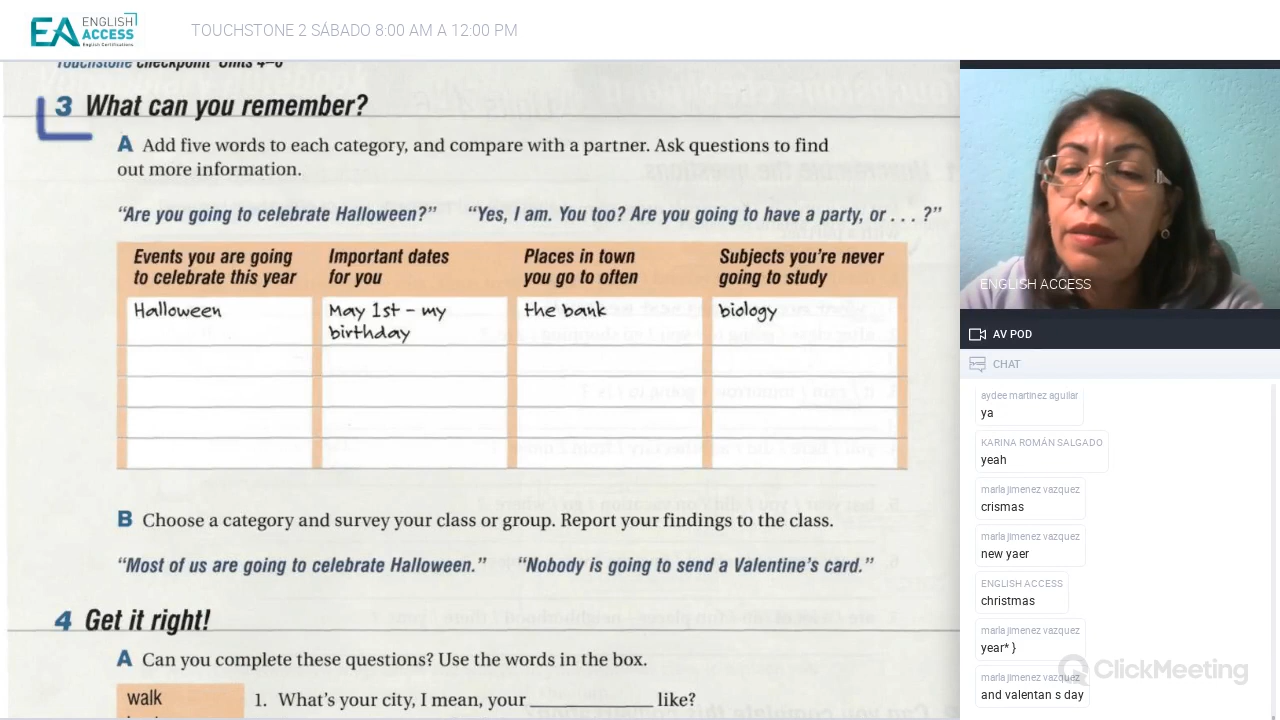 EA ENGLISH ACCESS
English Certifications
TOUCHSTONE 2 SÁBADO 8:00 AM A 12:00 PM
Touchstone checkpoint Units 4–6
3 What can you remember?
A Add five words to each category, and compare with a partner. Ask questions to find
out more information.
“Are you going to celebrate Halloween?” “Yes, I am. You too? Are you going to have a party, or . . . ?”
Events you are going
to celebrate this year
Important dates
for you
Places in town
you go to often
Subjects you’re never
going to study
Halloween
May 1st – my
birthday
the bank
biology
B Choose a category and survey your class or group. Report your findings to the class.
“Most of us are going to celebrate Halloween.” “Nobody is going to send a Valentine’s card.”
4 Get it right!
A Can you complete these questions? Use the words in the box.
walk
1. What’s your city, I mean, your ____________ like?
ENGLISH ACCESS
AV POD
CHAT
aydee martinez aguilar
ya
KARINA ROMÁN SALGADO
yeah
marla jimenez vazquez
crismas
marla jimenez vazquez
new yaer
ENGLISH ACCESS
christmas
marla jimenez vazquez
year* }
marla jimenez vazquez
and valentan s day
ClickMeeting